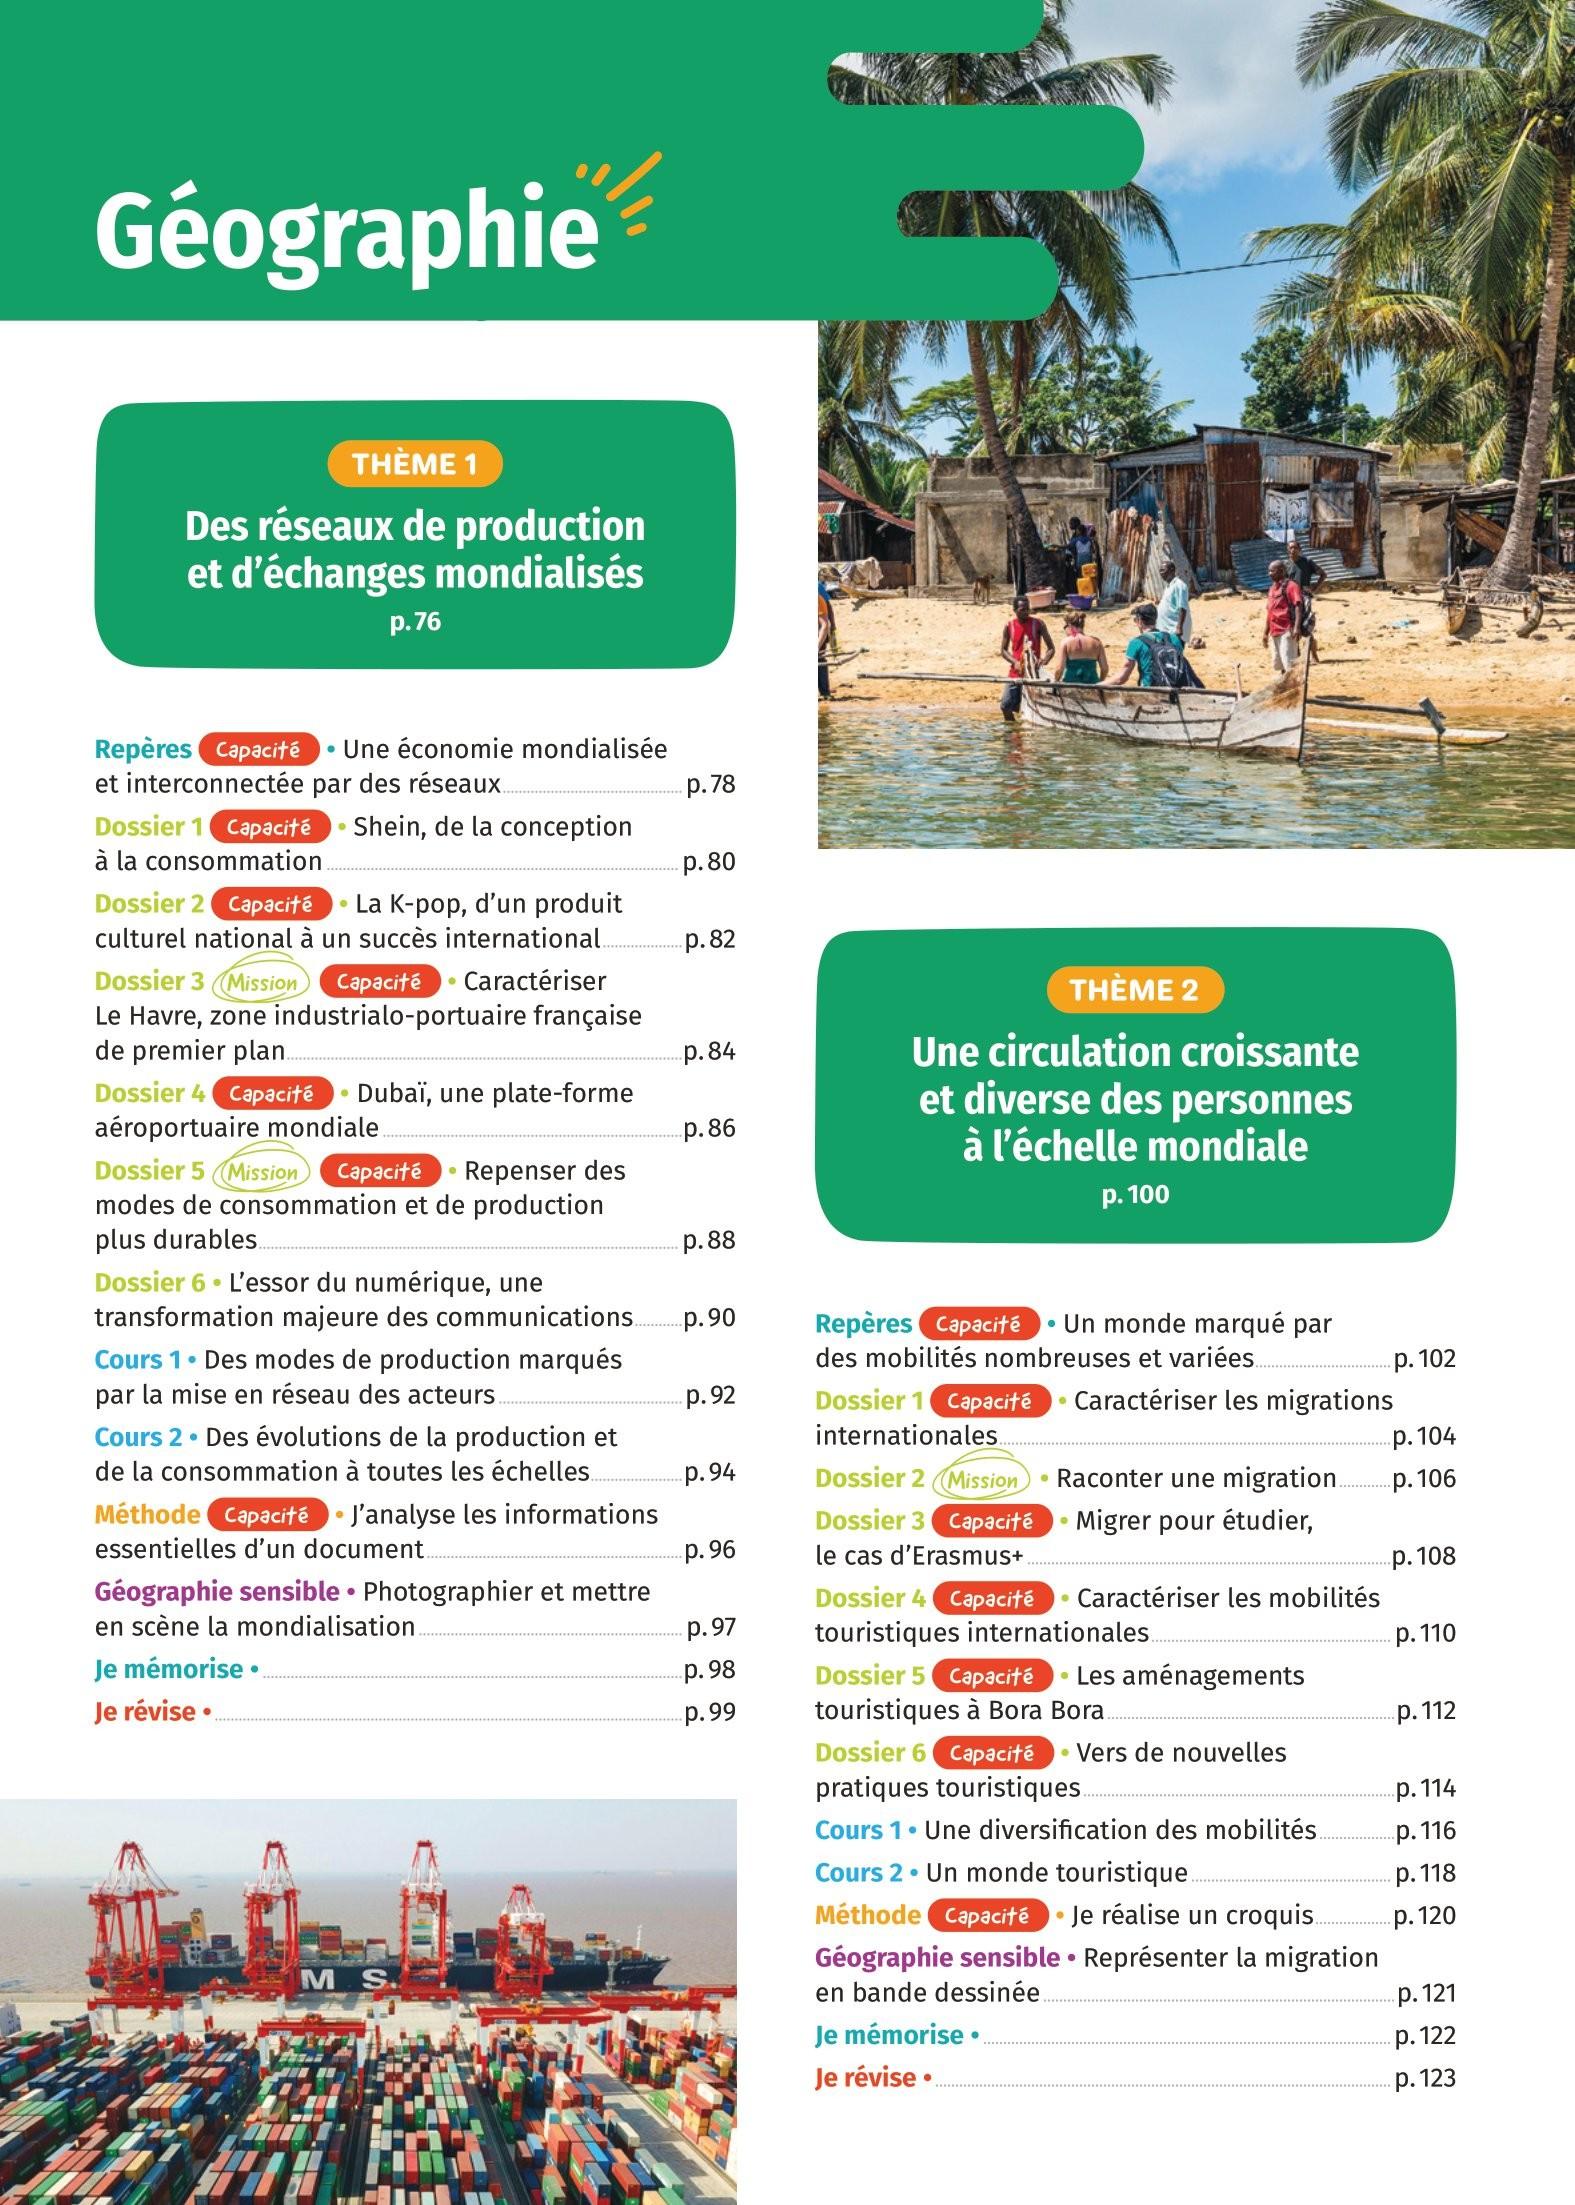 Géographie
THÈME 1
Des réseaux de production
et d’échanges mondialisés
p. 76
Repères Capacité • Une économie mondialisée
et interconnectée par des réseaux p. 78
Dossier 1 Capacité • Shein, de la conception
à la consommation p. 80
Dossier 2 Capacité • La K-pop, d’un produit
culturel national à un succès international p. 82
Dossier 3 Mission Capacité • Caractériser
Le Havre, zone industrialo-portuaire française
de premier plan p. 84
Dossier 4 Capacité • Dubaï, une plate-forme
aéroportuaire mondiale p. 86
Dossier 5 Mission Capacité • Repenser des
modes de consommation et de production
plus durables p. 88
Dossier 6 • L’essor du numérique, une
transformation majeure des communications p. 90
Cours 1 • Des modes de production marqués
par la mise en réseau des acteurs p. 92
Cours 2 • Des évolutions de la production et
de la consommation à toutes les échelles p. 94
Méthode Capacité • J’analyse les informations
essentielles d’un document p. 96
Géographie sensible • Photographier et mettre
en scène la mondialisation p. 97
Je mémorise • p. 98
Je révise • p. 99
M S
THÈME 2
Une circulation croissante
et diverse des personnes
à l’échelle mondiale
p. 100
Repères Capacité • Un monde marqué par
des mobilités nombreuses et variées p. 102
Dossier 1 Capacité • Caractériser les migrations
internationales p. 104
Dossier 2 Mission • Raconter une migration p. 106
Dossier 3 Capacité • Migrer pour étudier,
le cas d’Erasmus+ p. 108
Dossier 4 Capacité • Caractériser les mobilités
touristiques internationales p. 110
Dossier 5 Capacité • Les aménagements
touristiques à Bora Bora p. 112
Dossier 6 Capacité • Vers de nouvelles
pratiques touristiques p. 114
Cours 1 • Une diversification des mobilités p. 116
Cours 2 • Un monde touristique p. 118
Méthode Capacité • Je réalise un croquis p. 120
Géographie sensible • Représenter la migration
en bande dessinée p. 121
Je mémorise • p. 122
Je révise • p. 123